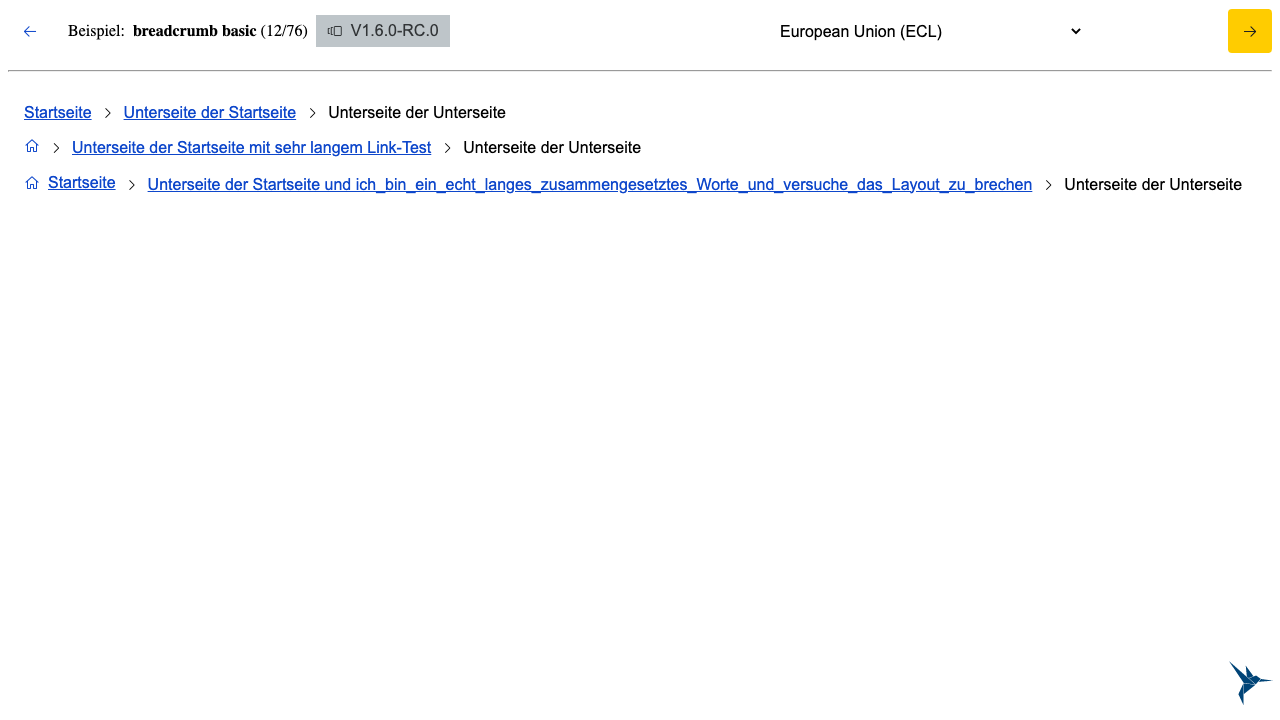 Beispiel: breadcrumb basic (12/76) V1.6.0-RC.0 European Union (ECL)
Startseite Unterseite der Startseite Unterseite der Unterseite
Unterseite der Startseite mit sehr langem Link-Test Unterseite der Unterseite
Startseite Unterseite der Startseite und ich_bin_ein_echt_langes_zusammengesetztes_Worte_und_versuche_das_Layout_zu_brechen Unterseite der Unterseite